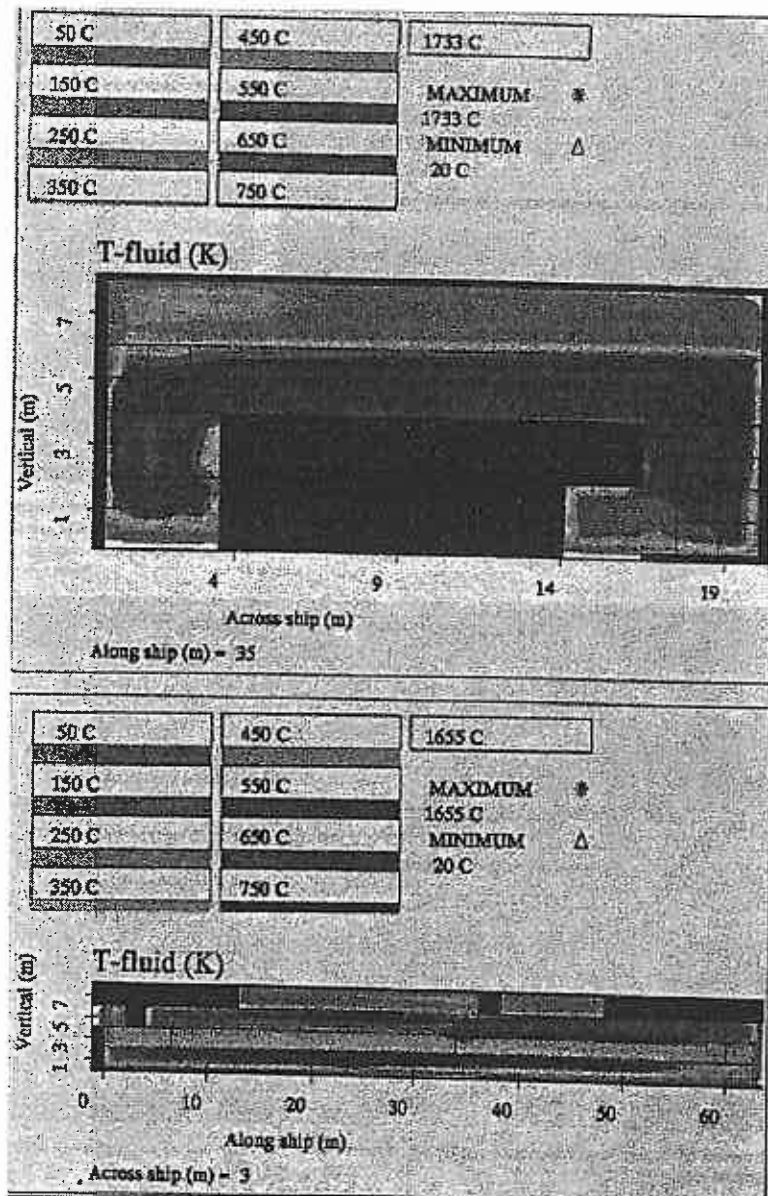 50 C 450 C 1733 C
150 C 550 C MAXIMUM *
1733 C
250 C 650 C MINIMUM Δ
20 C
350 C 750 C
T-fluid (K)
Vertical (m)
7
5
3
1
4 9 14 19
Across ship (m)
Along ship (m) = 35
50 C 450 C 1655 C
150 C 550 C MAXIMUM *
1655 C
250 C 650 C MINIMUM Δ
20 C
350 C 750 C
T-fluid (K)
Vertical (m)
1 3 5 7
0 10 20 30 40 50 60
Along ship (m)
Across ship (m) = 3